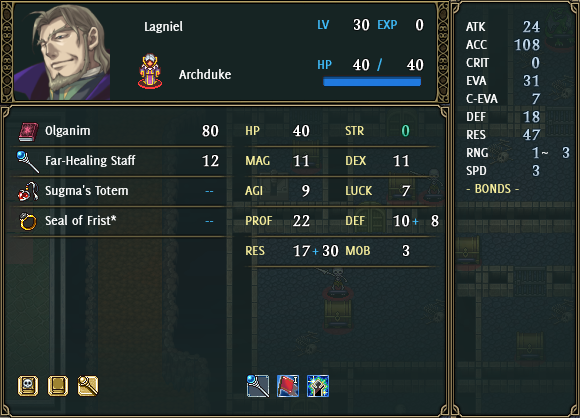 Lagniel
LV 30 EXP 0
Archduke
HP 40 / 40
Olganim 80
Far-Healing Staff 12
Sugma's Totem --
Seal of Frist* --
HP 40 STR 0
MAG 11 DEX 11
AGI 9 LUCK 7
PROF 22 DEF 10+ 8
RES 17+30 MOB 3
T
ATK 24
ACC 108
CRIT 0
EVA 31
C-EVA 7
DEF 18
RES 47
RNG 1~ 3
SPD 3
- BONDS -